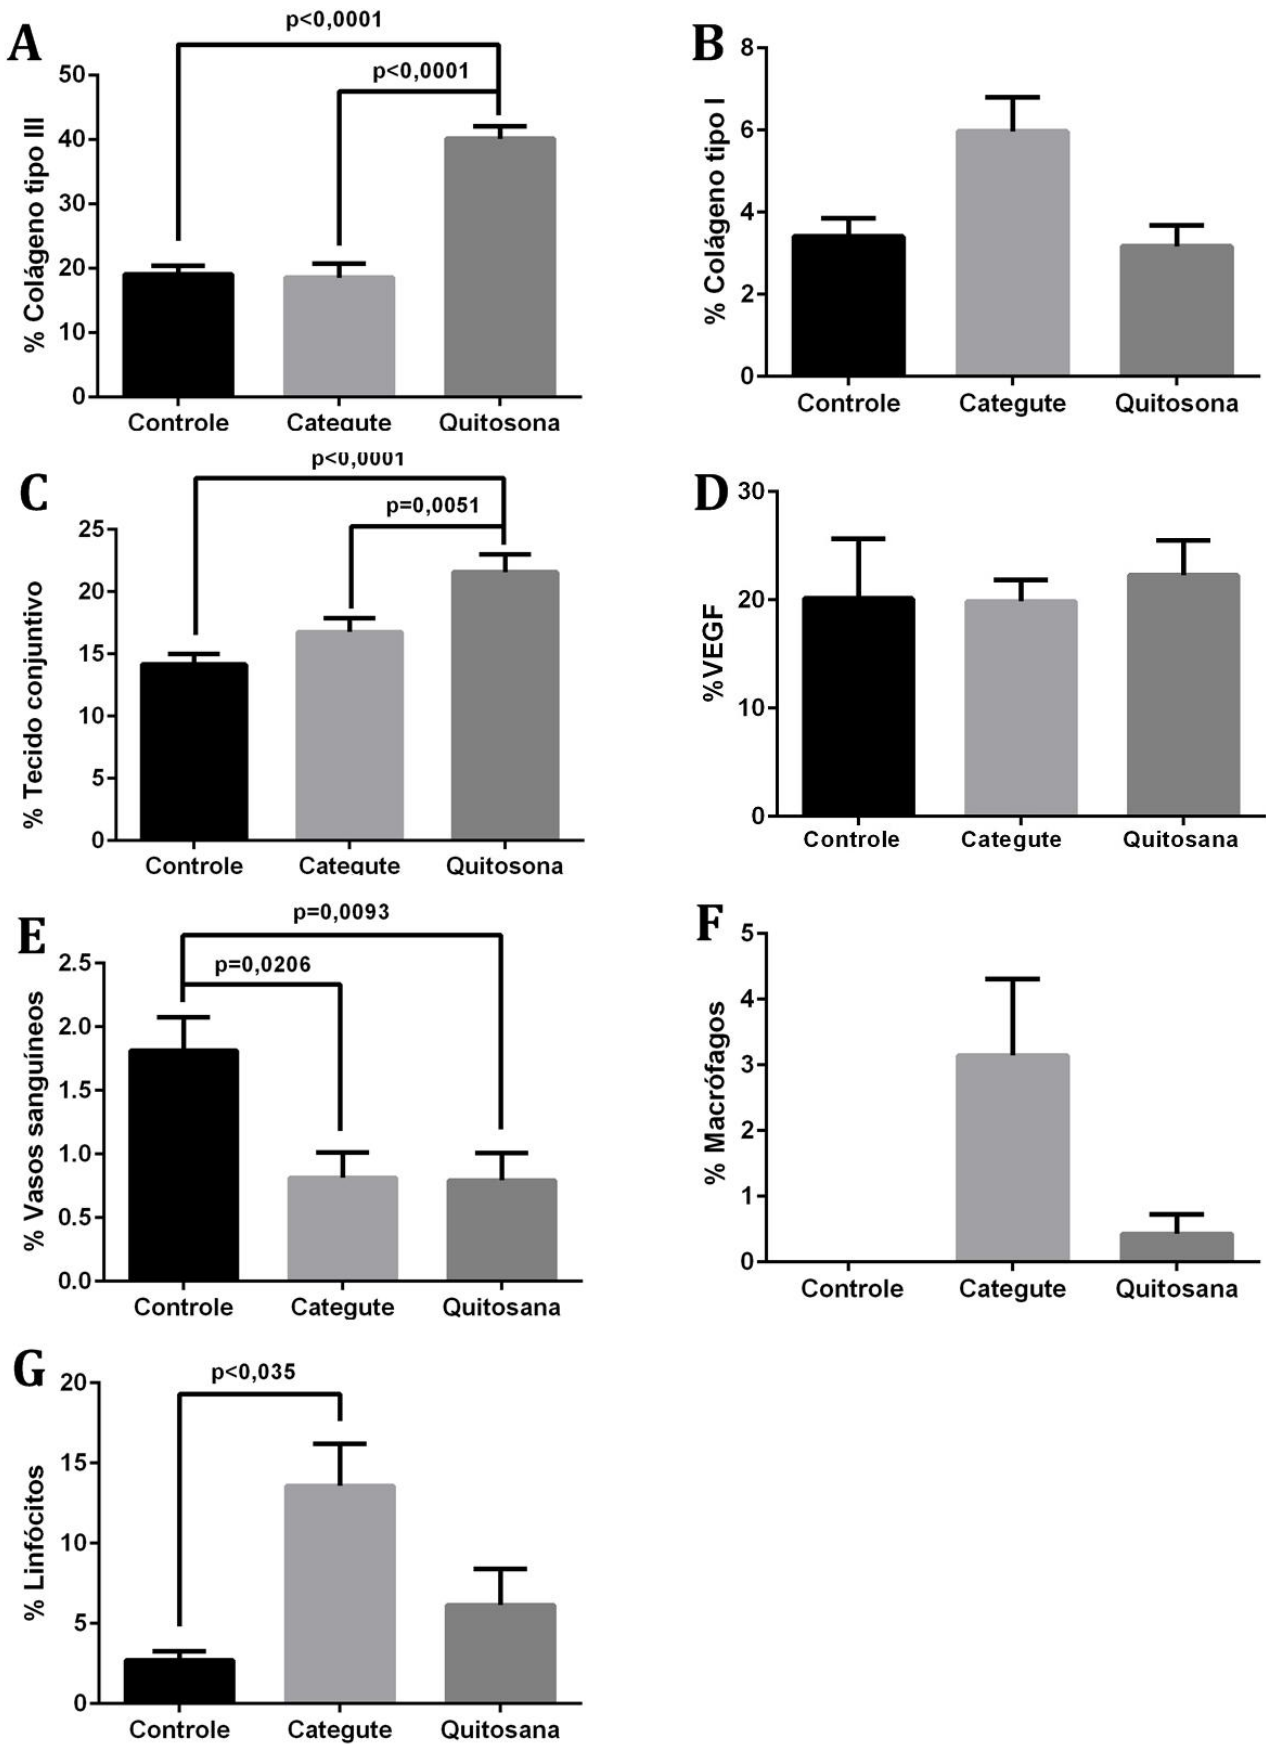 A
p<0,0001
p<0,0001
% Colágeno tipo III
50
40
30
20
10
0
Controle
Categute
Quitosona
B
% Colágeno tipo I
8
6
4
2
0
Controle
Categute
Quitosona
C
p<0,0001
p=0,0051
% Tecido conjuntivo
25
20
15
10
5
0
Controle
Categute
Quitosona
D
%VEGF
30
20
10
0
Controle
Categute
Quitosana
E
p=0,0093
p=0,0206
% Vasos sanguíneos
2.5
2.0
1.5
1.0
0.5
0.0
Controle
Categute
Quitosana
F
% Macrófagos
5
4
3
2
1
0
Controle
Categute
Quitosana
G
p<0,035
% Linfócitos
20
15
10
5
0
Controle
Categute
Quitosana